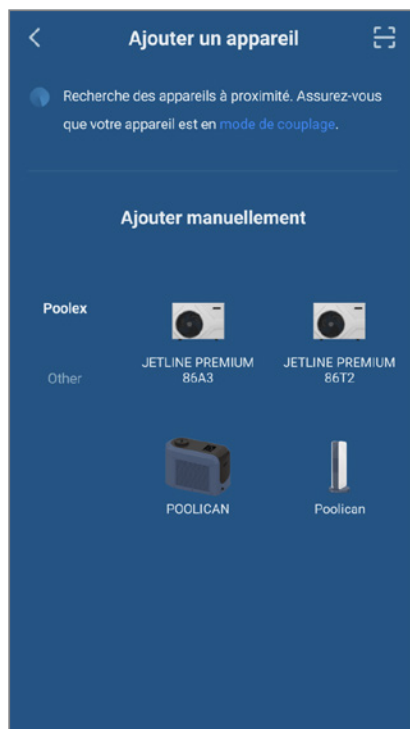 Ajouter un appareil
Recherche des appareils à proximité. Assurez-vous
que votre appareil est en mode de couplage.
Ajouter manuellement
Poolex
Other
JETLINE PREMIUM
86A3
JETLINE PREMIUM
86T2
POOLICAN
Poolican